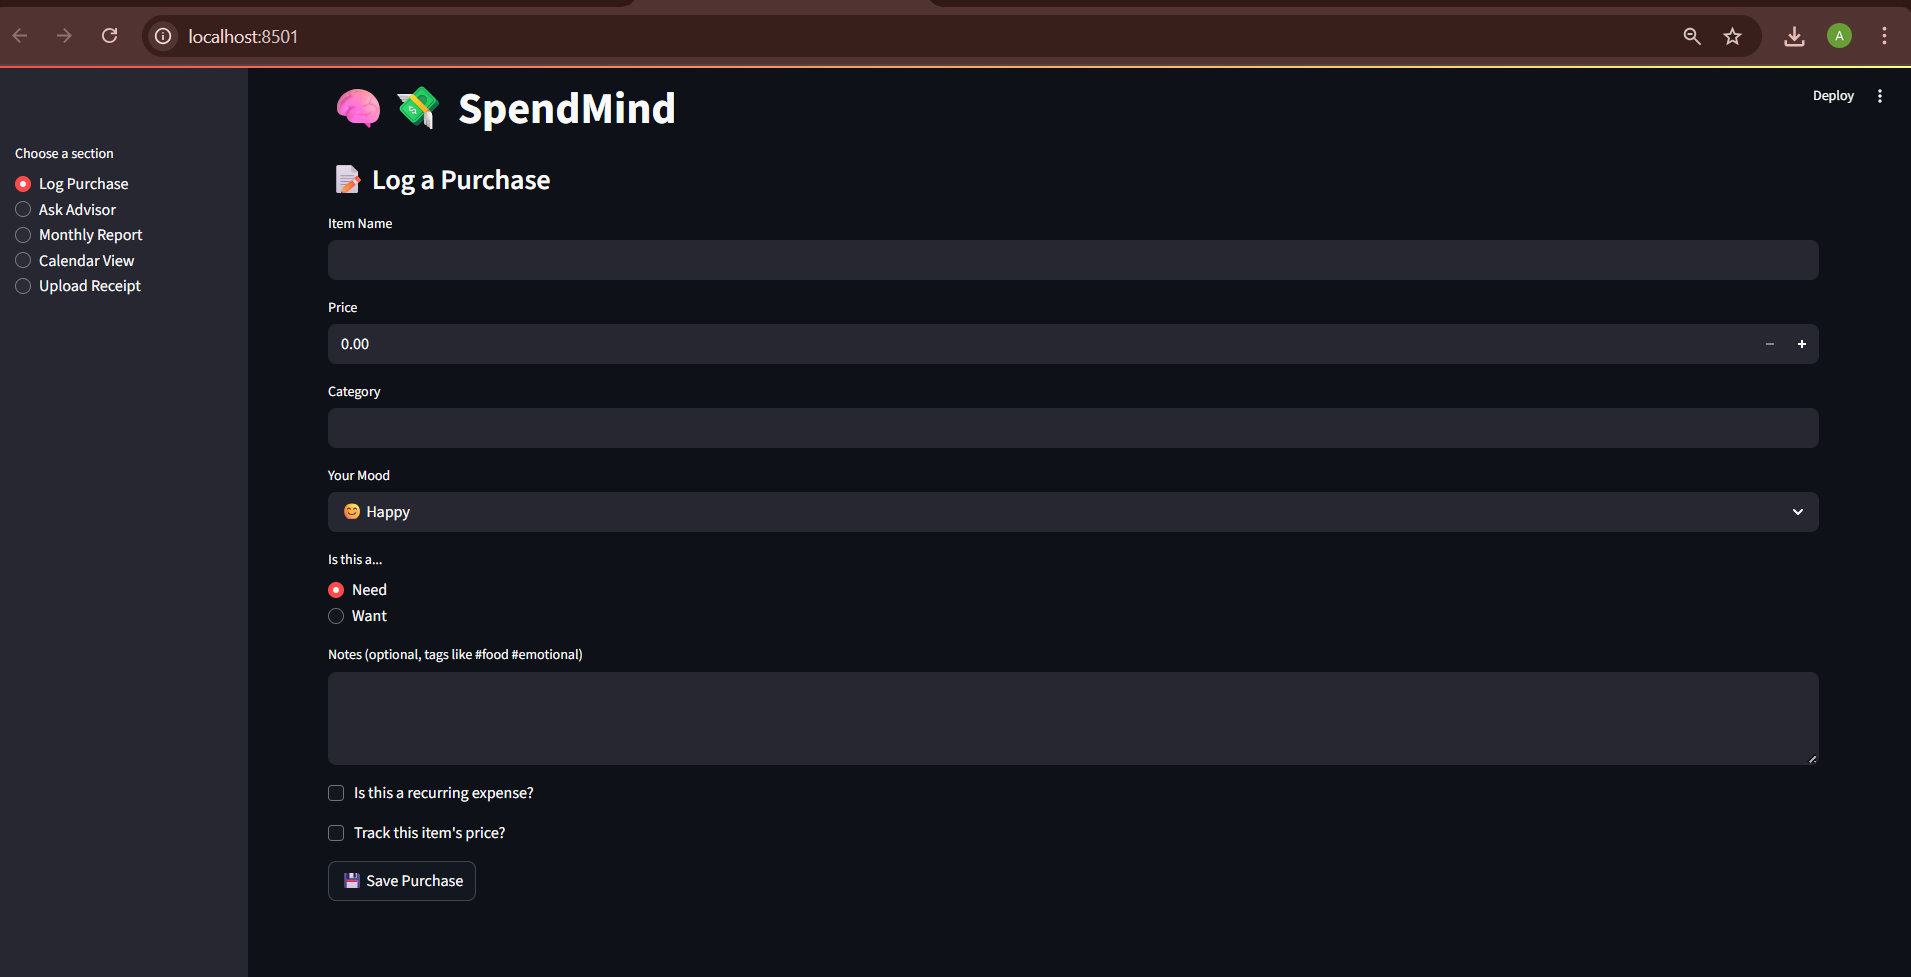 localhost:8501
A
Deploy
Choose a section
Log Purchase
Ask Advisor
Monthly Report
Calendar View
Upload Receipt
🧠 💸 SpendMind
📝 Log a Purchase
Item Name
Price
0.00
Category
Your Mood
😊 Happy
Is this a...
Need
Want
Notes (optional, tags like #food #emotional)
Is this a recurring expense?
Track this item's price?
💾 Save Purchase